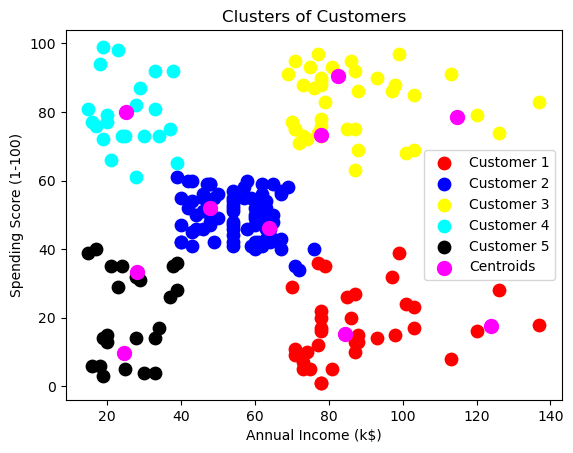 Clusters of Customers
100
80
60
40
20
0
Spending Score (1-100)
Customer 1
Customer 2
Customer 3
Customer 4
Customer 5
Centroids
20 40 60 80 100 120 140
Annual Income (k$)